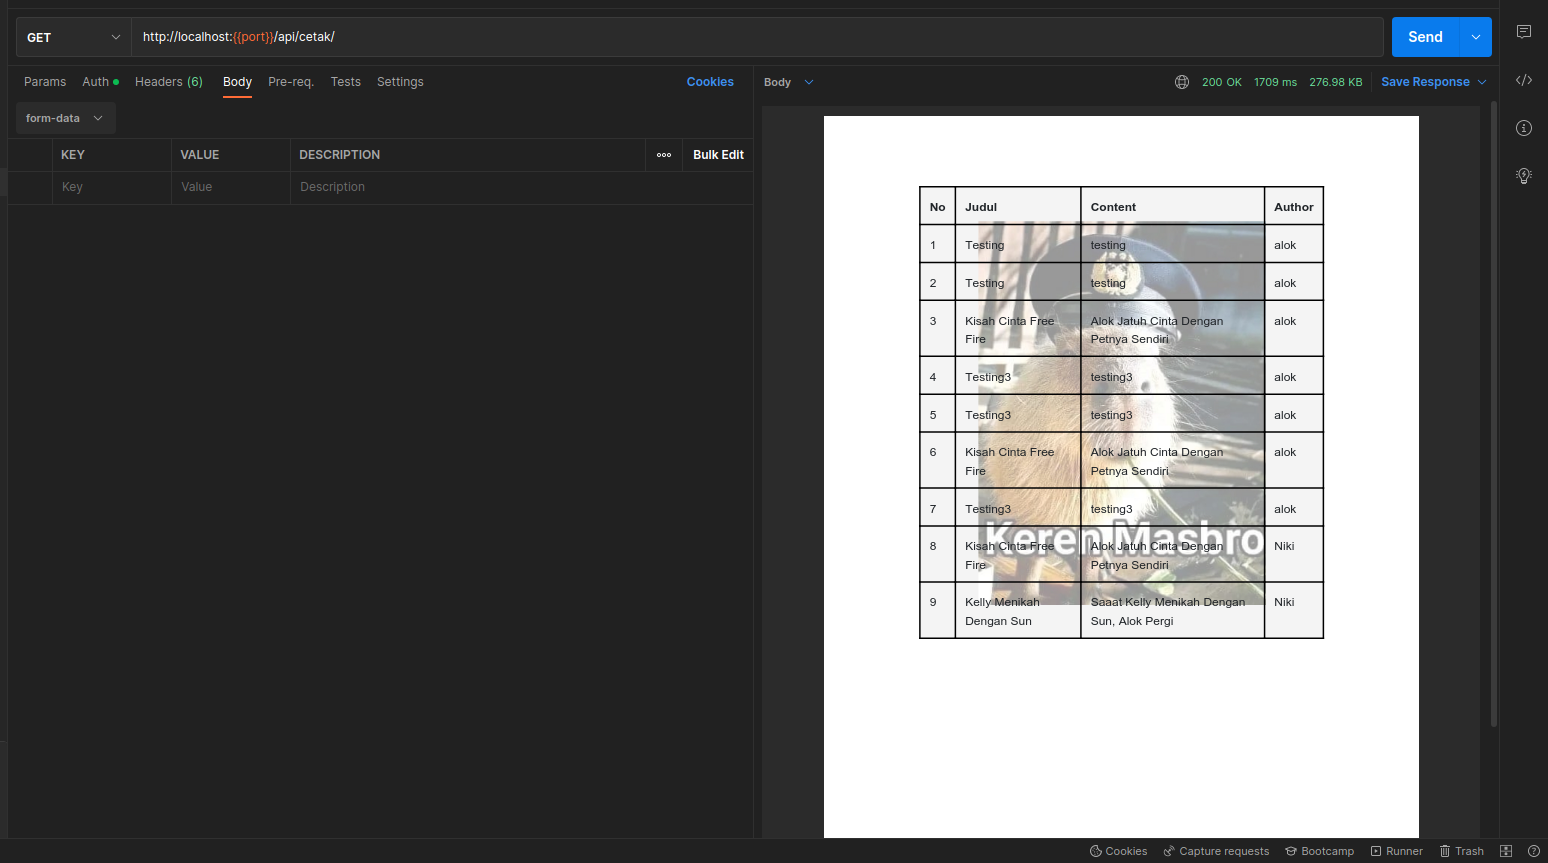 GET
http://localhost:{{port}}/api/cetak/
Send
Params Auth Headers (6) Body Pre-req. Tests Settings Cookies
form-data
KEY VALUE DESCRIPTION Bulk Edit
Key Value Description
Body 200 OK 1709 ms 276.98 KB Save Response
No Judul Content Author
1 Testing testing alok
2 Testing testing alok
3 Kisah Cinta Free Alok Jatuh Cinta Dengan alok
Fire Petnya Sendiri
4 Testing3 testing3 alok
5 Testing3 testing3 alok
6 Kisah Cinta Free Alok Jatuh Cinta Dengan alok
Fire Petnya Sendiri
7 Testing3 testing3 alok
Keren Masbro
8 Kisah Cinta Free Alok Jatuh Cinta Dengan Niki
Fire Petnya Sendiri
9 Kelly Menikah Saaat Kelly Menikah Dengan Niki
Dengan Sun Sun, Alok Pergi
Cookies Capture requests Bootcamp Runner Trash